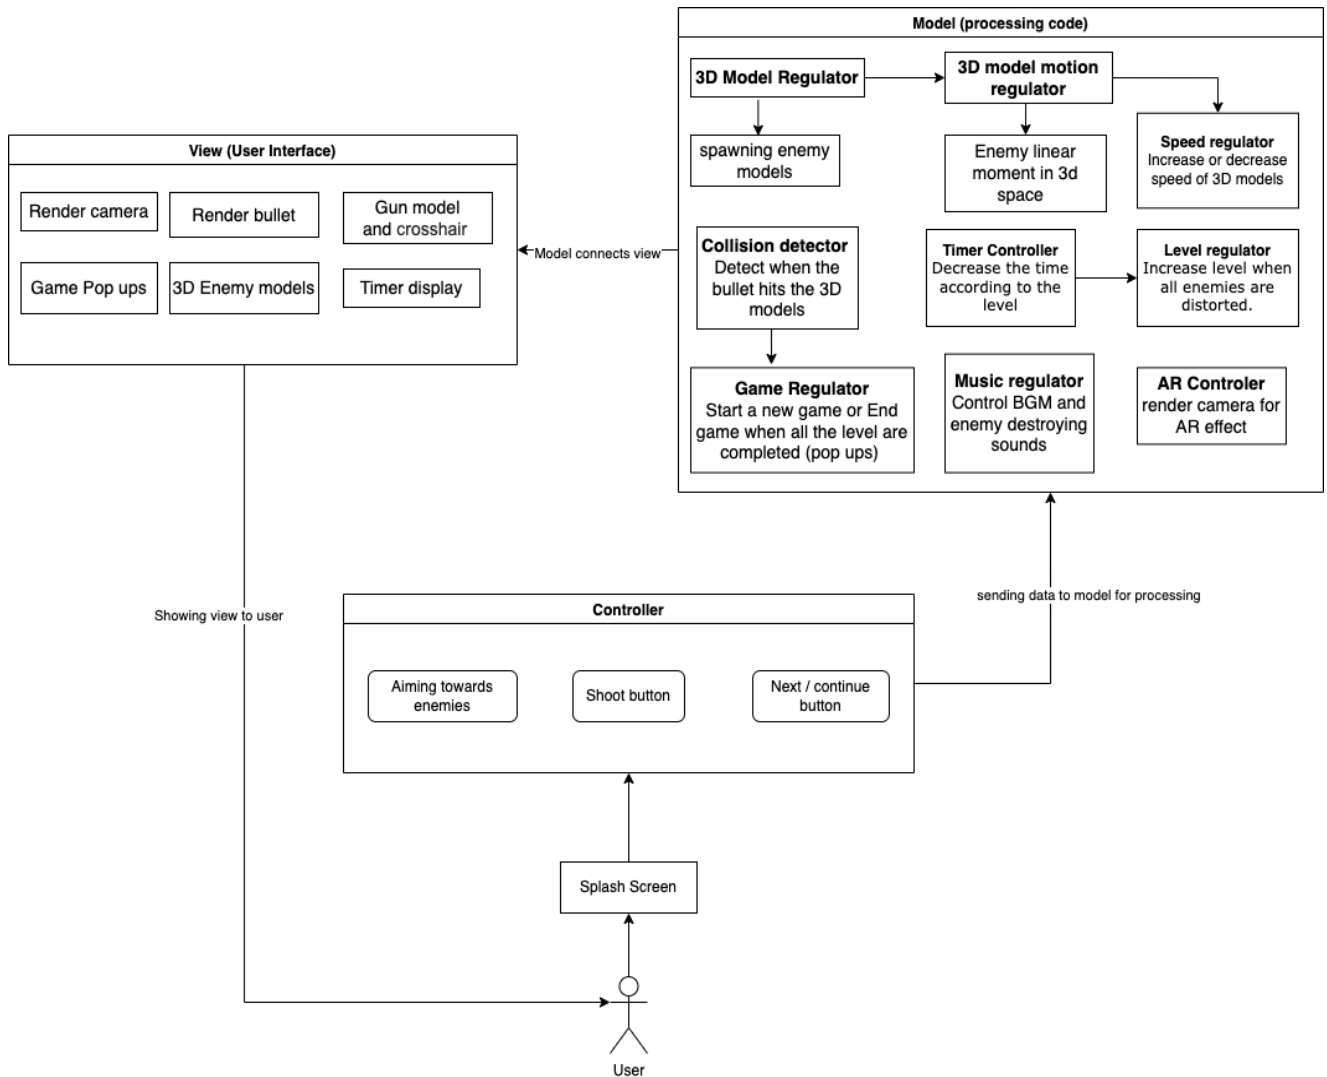 Model (processing code)
3D Model Regulator
3D model motion
regulator
spawning enemy
models
Enemy linear
moment in 3d
space
Speed regulator
Increase or decrease
speed of 3D models
Collision detector
Detect when the
bullet hits the 3D
models
Timer Controller
Decrease the time
according to the
level
Level regulator
Increase level when
all enemies are
distorted.
Game Regulator
Start a new game or End
game when all the level are
completed (pop ups)
Music regulator
Control BGM and
enemy destroying
sounds
AR Controler
render camera for
AR effect
View (User Interface)
Render camera
Render bullet
Gun model
and crosshair
Game Pop ups
3D Enemy models
Timer display
Model connects view
Showing view to user
sending data to model for processing
Controller
Aiming towards
enemies
Shoot button
Next / continue
button
Splash Screen
User